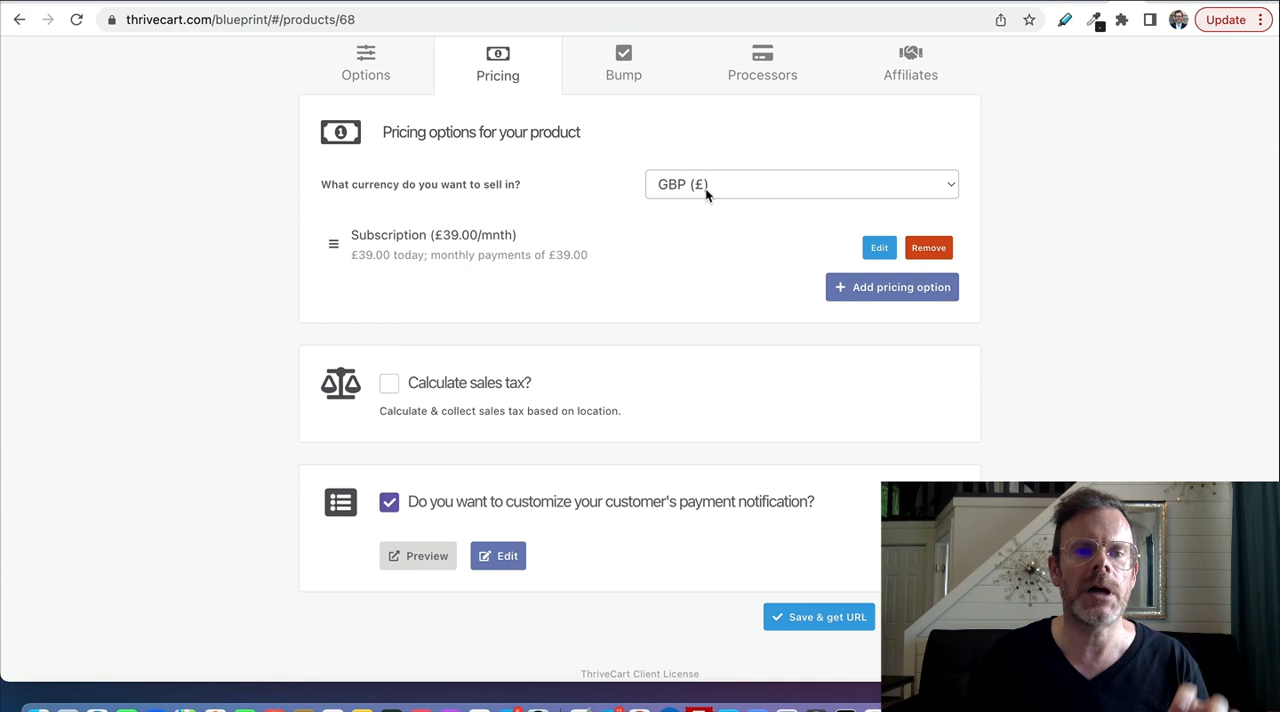 thrivecart.com/blueprint/#/products/68
Update
Options
Pricing
Bump
Processors
Affiliates
Pricing options for your product
What currency do you want to sell in?
GBP (£)
Subscription (£39.00/mnth)
£39.00 today; monthly payments of £39.00
Edit
Remove
+ Add pricing option
Calculate sales tax?
Calculate & collect sales tax based on location.
Do you want to customize your customer's payment notification?
Preview
Edit
Save & get URL
ThriveCart Client License